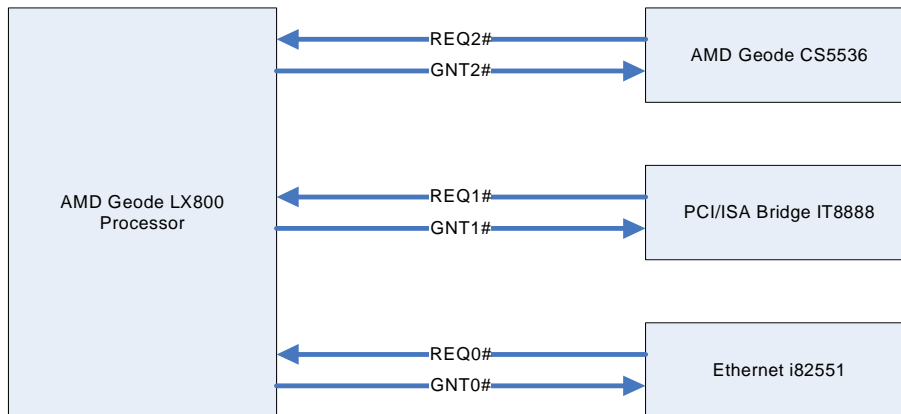 REQ2#
AMD Geode CS5536
GNT2#
REQ1#
AMD Geode LX800
Processor
PCI/ISA Bridge IT8888
GNT1#
REQ0#
Ethernet i82551
GNT0#